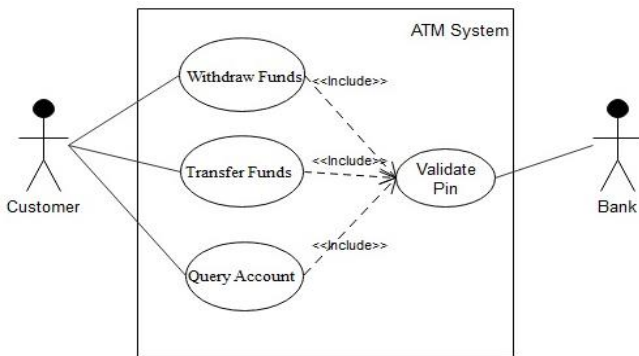 ATM System
Withdraw Funds
<<Include>>
Transfer Funds
<<Include>>
Validate
Pin
Customer
Bank
Query Account
<<Include>>